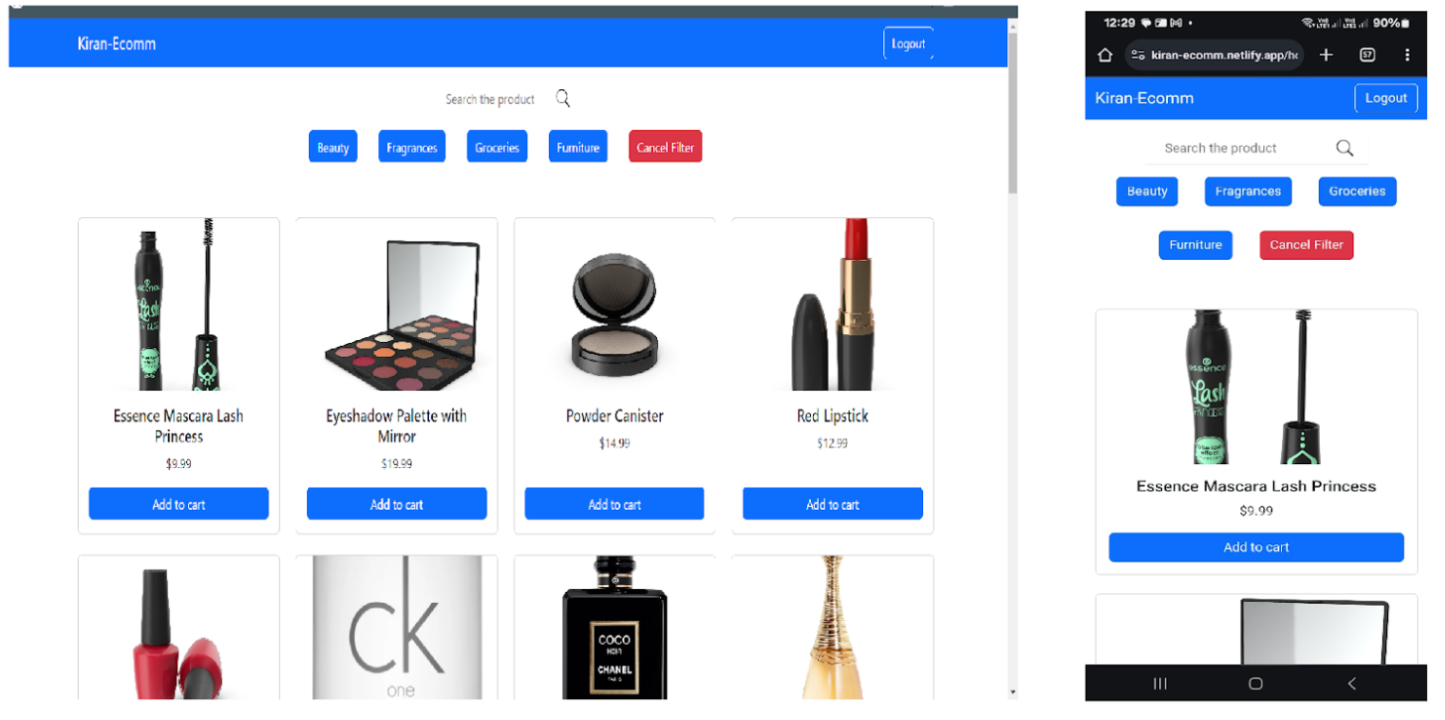 Kiran-Ecomm
Logout
Search the product
Beauty
Fragrances
Groceries
Furniture
Cancel Filter
essence
Lash
Essence Mascara Lash
Princess
$9.99
Add to cart
Eyeshadow Palette with
Mirror
$19.99
Add to cart
Powder Canister
$14.99
Add to cart
Red Lipstick
$12.99
Add to cart
ck
one
COCO
NOIR
CHANEL
PARIS
12:29
90%
57
kiran-ecomm.netlify.app/h
Kiran-Ecomm
Logout
Search the product
Beauty
Fragrances
Groceries
Furniture
Cancel Filter
essence
Lash
PRINCESS
Essence Mascara Lash Princess
$9.99
Add to cart